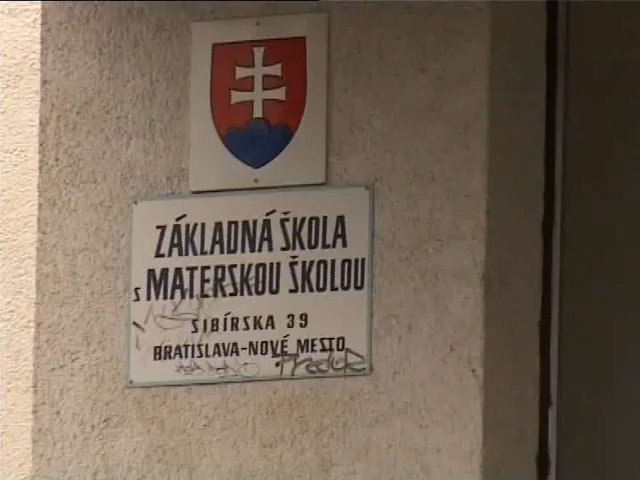 ZÁKLADNÁ ŠKOLA
s MATERSKOU ŠKOLOU
SIBÍRSKA 39
BRATISLAVA-NOVÉ MESTO